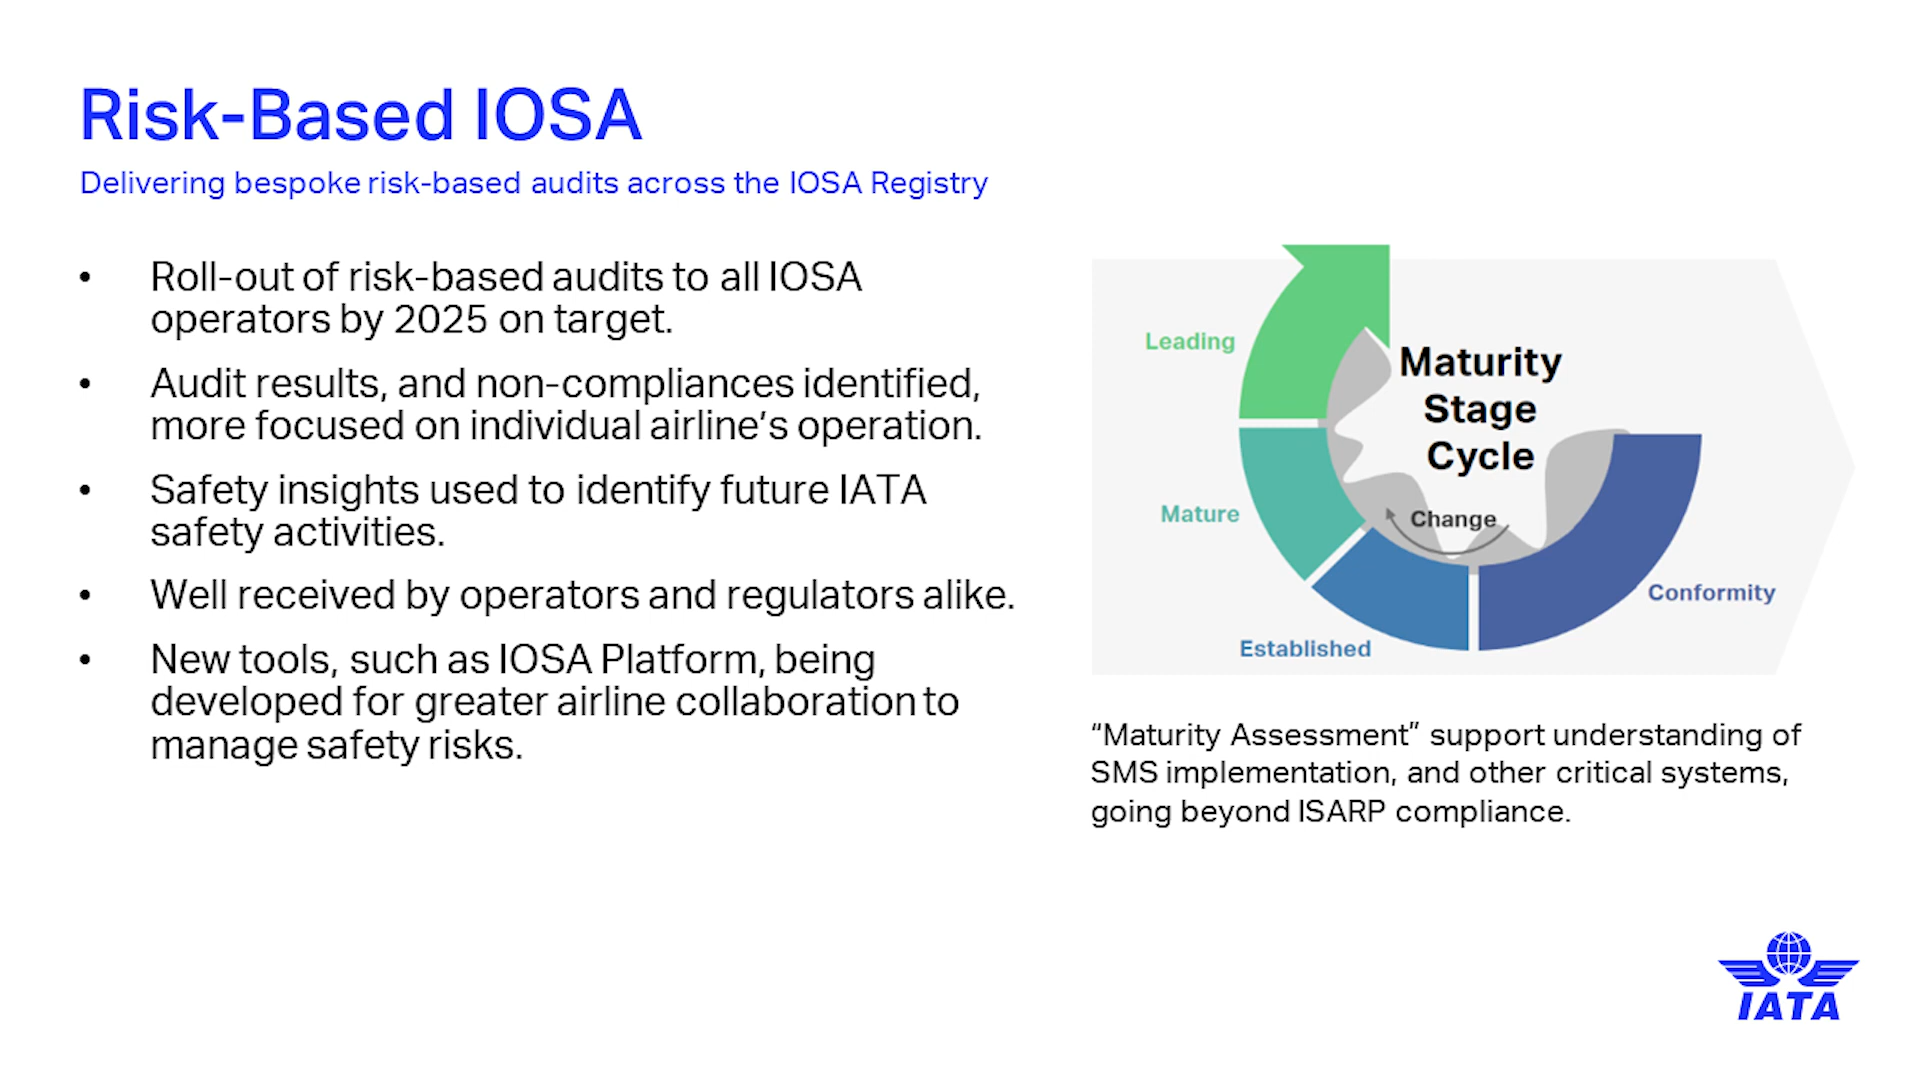 Risk-Based IOSA
Delivering bespoke risk-based audits across the IOSA Registry
• Roll-out of risk-based audits to all IOSA
operators by 2025 on target.
• Audit results, and non-compliances identified,
more focused on individual airline’s operation.
• Safety insights used to identify future IATA
safety activities.
• Well received by operators and regulators alike.
• New tools, such as IOSA Platform, being
developed for greater airline collaboration to
manage safety risks.
Leading
Maturity
Stage
Cycle
Mature
Change
Conformity
Established
“Maturity Assessment” support understanding of
SMS implementation, and other critical systems,
going beyond ISARP compliance.
IATA